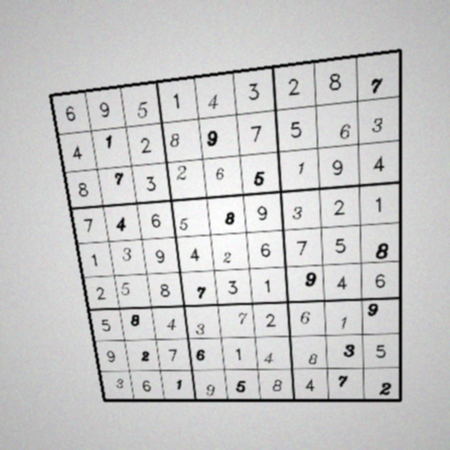 6 9 5 1 4 3 2 8 7
4 1 2 8 9 7 5 6 3
8 7 3 2 6 5 1 9 4
7 4 6 5 8 9 3 2 1
1 3 9 4 2 6 7 5 8
2 5 8 7 3 1 9 4 6
5 8 4 3 7 2 6 1 9
9 2 7 6 1 4 8 3 5
3 6 1 9 5 8 4 7 2